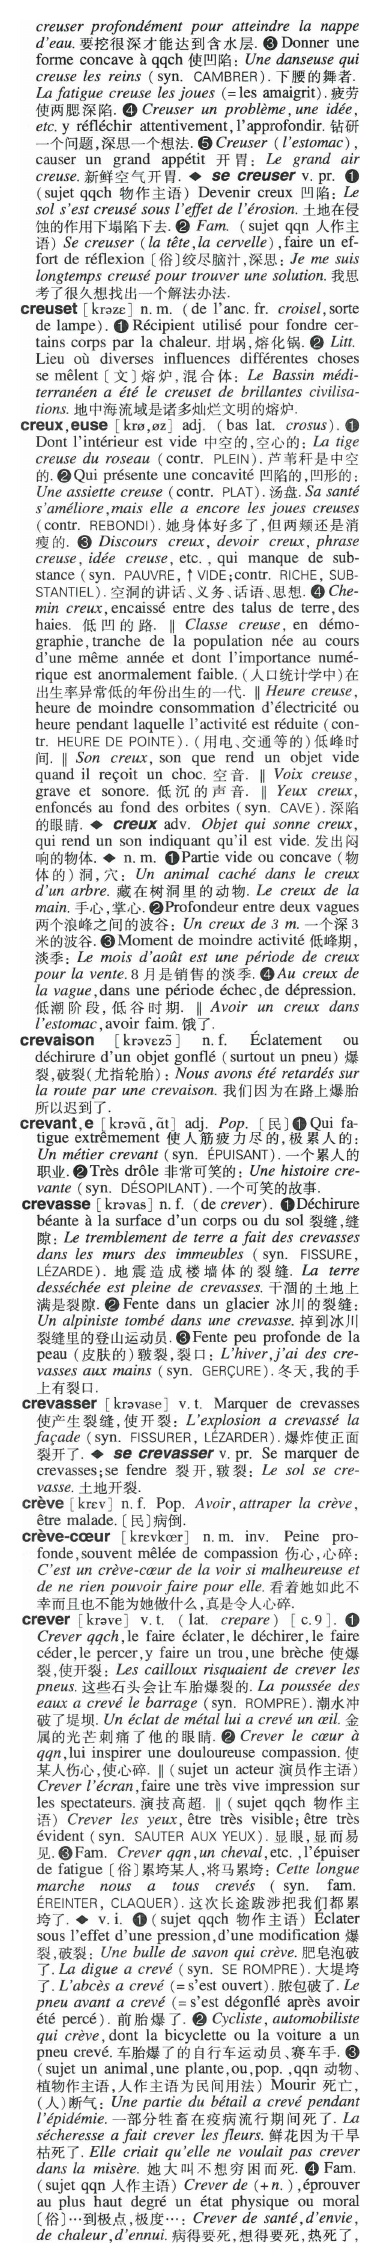 creuser profondément pour atteindre la nappe
d'eau. 要挖很深才能达到含水层. ❸ Donner une
forme concave à qqch 使凹陷: Une danseuse qui
creuse les reins (syn. CAMBRER). 下腰的舞者.
La fatigue creuse les joues (=les amaigrit). 疲劳
使两腮深陷. ❹ Creuser un problème, une idée,
etc. y réfléchir attentivement, l'approfondir. 钻研
一个问题,深思一个想法. ❺ Creuser (l'estomac),
causer un grand appétit 开胃: Le grand air
creuse. 新鲜空气开胃. ◆ se creuser v. pr. ❶
(sujet qqch 物作主语) Devenir creux 凹陷: Le
sol s'est creusé sous l'effet de l'érosion. 土地在侵
蚀的作用下塌陷下去. ❷ Fam. (sujet qqn 人作主
语) Se creuser (la tête, la cervelle), faire un ef-
fort de réflexion 〔俗〕绞尽脑汁,深思: Je me suis
longtemps creusé pour trouver une solution. 我思
考了很久想找出一个解法办法.
creuset [krøzɛ] n. m. (de l'anc. fr. croisel, sorte
de lampe). ❶ Récipient utilisé pour fondre cer-
tains corps par la chaleur. 坩埚,熔化锅. ❷ Litt.
Lieu où diverses influences différentes choses
se mêlent〔文〕熔炉,混合体: Le Bassin médi-
terranéen a été le creuset de brillantes civilisa-
tions. 地中海流域是诸多灿烂文明的熔炉.
creux, euse [krø, øz] adj. (bas lat. crosus). ❶
Dont l'intérieur est vide 中空的,空心的: La tige
creuse du roseau (contr. PLEIN). 芦苇秆是中空
的. ❷ Qui présente une concavité 凹陷的,凹形的:
Une assiette creuse (contr. PLAT). 汤盘. Sa santé
s'améliore, mais elle a encore les joues creuses
(contr. REBONDI). 她身体好多了,但两颊还是消
瘦的. ❸ Discours creux, devoir creux, phrase
creuse, idée creuse, etc., qui manque de sub-
stance (syn. PAUVRE, ↑VIDE; contr. RICHE, SUB-
STANTIEL). 空洞的讲话、义务、话语、思想. ❹ Che-
min creux, encaissé entre des talus de terre, des
haies. 低凹的路. ‖ Classe creuse, en démo-
graphie, tranche de la population née au cours
d'une même année et dont l'importance numé-
rique est anormalement faible. (人口统计学中)在
出生率异常低的年份出生的一代. ‖ Heure creuse,
heure de moindre consommation d'électricité ou
heure pendant laquelle l'activité est réduite (con-
tr. HEURE DE POINTE). (用电、交通等的)低峰时
间. ‖ Son creux, son que rend un objet vide
quand il reçoit un choc. 空音. ‖ Voix creuse,
grave et sonore. 低沉的声音. ‖ Yeux creux,
enfoncés au fond des orbites (syn. CAVE). 深陷
的眼睛. ◆ creux adv. Objet qui sonne creux,
qui rend un son indiquant qu'il est vide. 发出闷
响的物体. ◆ n. m. ❶ Partie vide ou concave (物
体的)洞,穴: Un animal caché dans le creux
d'un arbre. 藏在树洞里的动物. Le creux de la
main. 手心,掌心. ❷ Profondeur entre deux vagues
两个浪峰之间的波谷: Un creux de 3 m. 一个深3
米的波谷. ❸ Moment de moindre activité 低峰期,
淡季: Le mois d'août est une période de creux
pour la vente. 8月是销售的淡季. ❹ Au creux de
la vague, dans une période échec, de dépression.
低潮阶段,低谷时期. ‖ Avoir un creux dans
l'estomac, avoir faim. 饿了.
crevaison [krəvɛzɔ̃] n. f. Éclatement ou
déchirure d'un objet gonflé (surtout un pneu) 爆
裂,破裂(尤指轮胎): Nous avons été retardés sur
la route par une crevaison. 我们因为在路上爆胎
所以迟到了.
crevant, e [krəvɑ̃, ɑ̃t] adj. Pop. 〔民〕❶ Qui fa-
tigue extrêmement 使人筋疲力尽的,极累人的:
Un métier crevant (syn. ÉPUISANT). 一个累人的
职业. ❷ Très drôle 非常可笑的: Une histoire cre-
vante (syn. DÉSOPILANT). 一个可笑的故事.
crevasse [krəvas] n. f. (de crever). ❶ Déchirure
béante à la surface d'un corps ou du sol 裂缝,缝
隙: Le tremblement de terre a fait des crevasses
dans les murs des immeubles (syn. FISSURE,
LÉZARDE). 地震造成楼墙体的裂缝. La terre
desséchée est pleine de crevasses. 干涸的土地上
满是裂隙. ❷ Fente dans un glacier 冰川的裂缝:
Un alpiniste tombé dans une crevasse. 掉到冰川
裂缝里的登山运动员. ❸ Fente peu profonde de la
peau (皮肤的)皲裂,裂口: L'hiver, j'ai des cre-
vasses aux mains (syn. GERÇURE). 冬天,我的手
上有裂口.
crevasser [krəvase] v. t. Marquer de crevasses
使产生裂缝,使开裂: L'explosion a crevassé la
façade (syn. FISSURER, LÉZARDER). 爆炸使正面
裂开了. ◆ se crevasser v. pr. Se marquer de
crevasses; se fendre 裂开,皲裂: Le sol se cre-
vasse. 土地开裂.
crève [krɛv] n. f. Pop. Avoir, attraper la crève,
être malade. 〔民〕病倒.
crève-cœur [krɛvkœr] n. m. inv. Peine pro-
fonde, souvent mêlée de compassion 伤心,心碎:
C'est un crève-cœur de la voir si malheureuse et
de ne rien pouvoir faire pour elle. 看着她如此不
幸而且也不能为她做什么,真是令人心碎.
crever [krəve] v. t. (lat. crepare) [c. 9]. ❶
Crever qqch, le faire éclater, le déchirer, le faire
céder, le percer, y faire un trou, une brèche 使爆
裂,使开裂: Les cailloux risquaient de crever les
pneus. 这些石头会让车胎爆裂的. La poussée des
eaux a crevé le barrage (syn. ROMPRE). 潮水冲
破了堤坝. Un éclat de métal lui a crevé un œil. 金
属的光芒刺痛了他的眼睛. ❷ Crever le cœur à
qqn, lui inspirer une douloureuse compassion. 使
某人伤心,使心碎. ‖ (sujet un acteur 演员作主语)
Crever l'écran, faire une très vive impression sur
les spectateurs. 演技高超. ‖ (sujet qqch 物作主
语) Crever les yeux, être très visible; être très
évident (syn. SAUTER AUX YEUX). 显眼,显而易
见. ❸ Fam. Crever qqn, un cheval, etc., l'épuiser
de fatigue 〔俗〕累垮某人,将马累垮: Cette longue
marche nous a tous crevés (syn. fam.
ÉREINTER, CLAQUER). 这次长途跋涉把我们都累
垮了. ◆ v. i. ❶ (sujet qqch 物作主语) Éclater
sous l'effet d'une pression, d'une modification 爆
裂,破裂: Une bulle de savon qui crève. 肥皂泡破
了. La digue a crevé (syn. SE ROMPRE). 大堤垮
了. L'abcès a crevé (=s'est ouvert). 脓包破了. Le
pneu avant a crevé (=s'est dégonflé après avoir
été percé). 前胎爆了. ❷ Cycliste, automobiliste
qui crève, dont la bicyclette ou la voiture a un
pneu crevé. 车胎爆了的自行车运动员、赛车手. ❸
(sujet un animal, une plante, ou, pop., qqn 动物、
植物作主语,人作主语为民间用法) Mourir 死亡,
(人)断气: Une partie du bétail a crevé pendant
l'épidémie. 一部分牲畜在疫病流行期间死了. La
sécheresse a fait crever les fleurs. 鲜花因为干旱
枯死了. Elle criait qu'elle ne voulait pas crever
dans la misère. 她大叫不想穷困而死. ❹ Fam.
(sujet qqn 人作主语) Crever de (+n.), éprouver
au plus haut degré un état physique ou moral
〔俗〕…到极点,极度…: Crever de santé, d'envie,
de chaleur, d'ennui. 病得要死,想得要死,热死了,